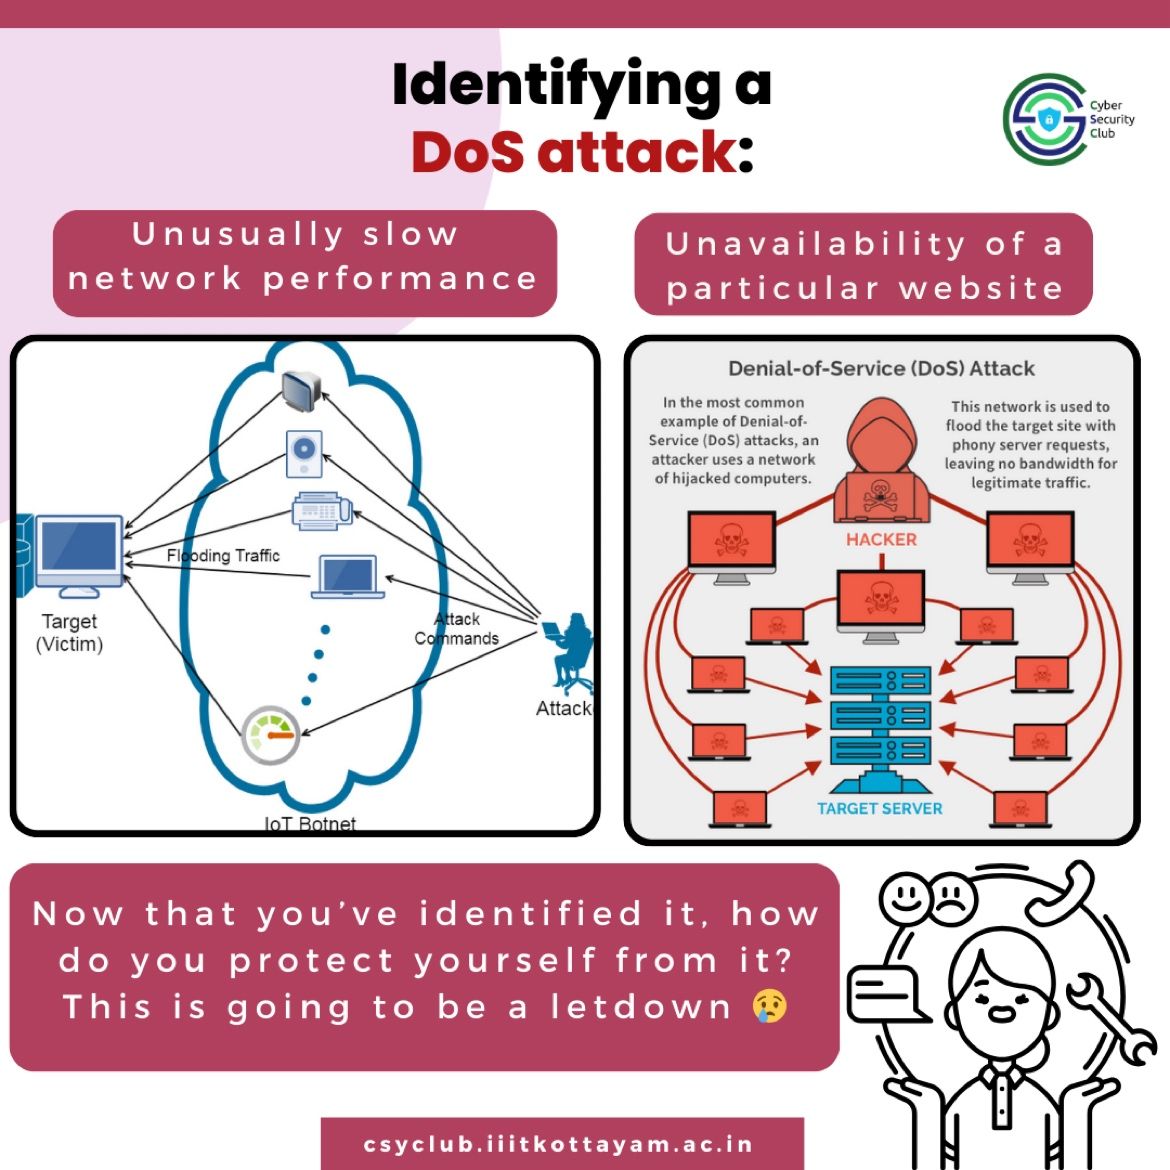 Identifying a
DoS attack:
Cyber
Security
Club
Unusually slow
network performance
Unavailability of a
particular website
Flooding Traffic
Target
(Victim)
Attack
Commands
Attack
IoT Botnet
Denial-of-Service (DoS) Attack
In the most common
example of Denial-of-
Service (DoS) attacks, an
attacker uses a network
of hijacked computers.
This network is used to
flood the target site with
phony server requests,
leaving no bandwidth for
legitimate traffic.
HACKER
TARGET SERVER
Now that you’ve identified it, how
do you protect yourself from it?
This is going to be a letdown 😢
csyclub.iiitkottayam.ac.in